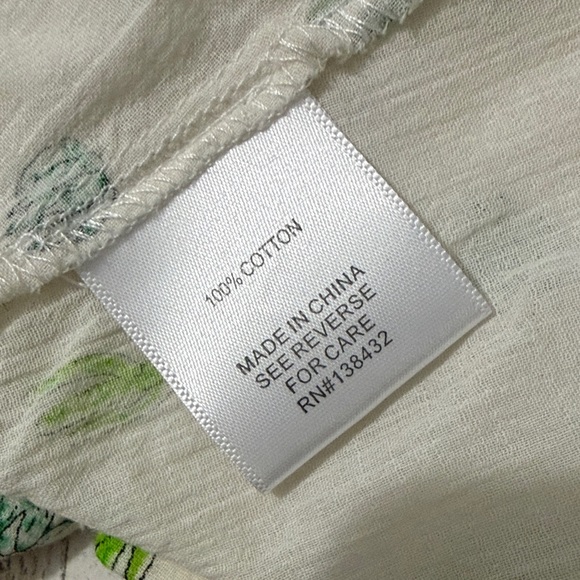 100% COTTON
MADE IN CHINA
SEE REVERSE
FOR CARE
RN#138432